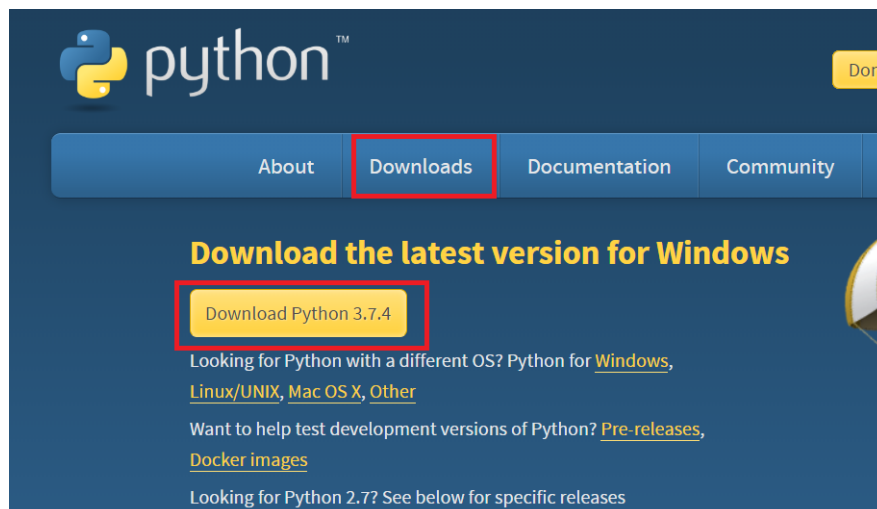 python™
Don
About Downloads Documentation Community
Download the latest version for Windows
Download Python 3.7.4
Looking for Python with a different OS? Python for Windows,
Linux/UNIX, Mac OS X, Other
Want to help test development versions of Python? Pre-releases,
Docker images
Looking for Python 2.7? See below for specific releases